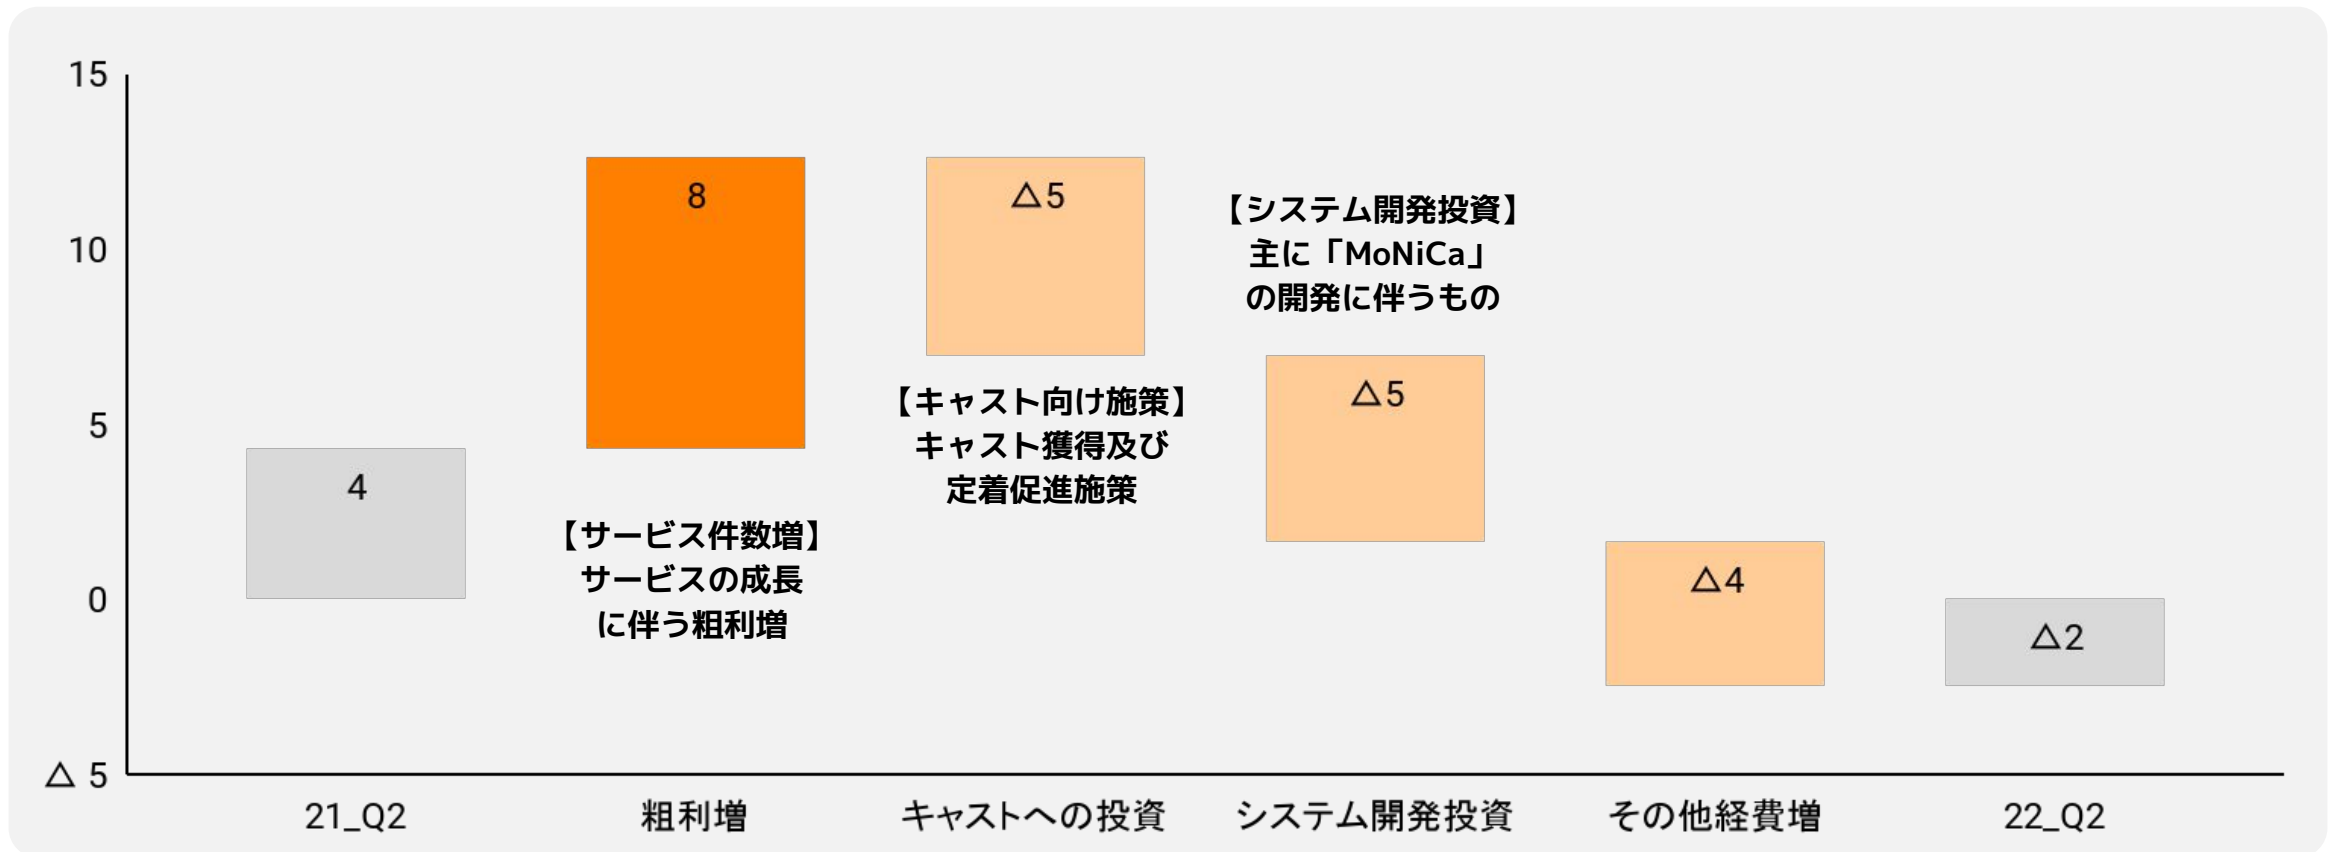 15
10
5
0
△ 5
4
8
△5
△5
△4
△2
【サービス件数増】
サービスの成長
に伴う粗利増
【キャスト向け施策】
キャスト獲得及び
定着促進施策
【システム開発投資】
主に「MoNiCa」
の開発に伴うもの
21_Q2
粗利増
キャストへの投資
システム開発投資
その他経費増
22_Q2